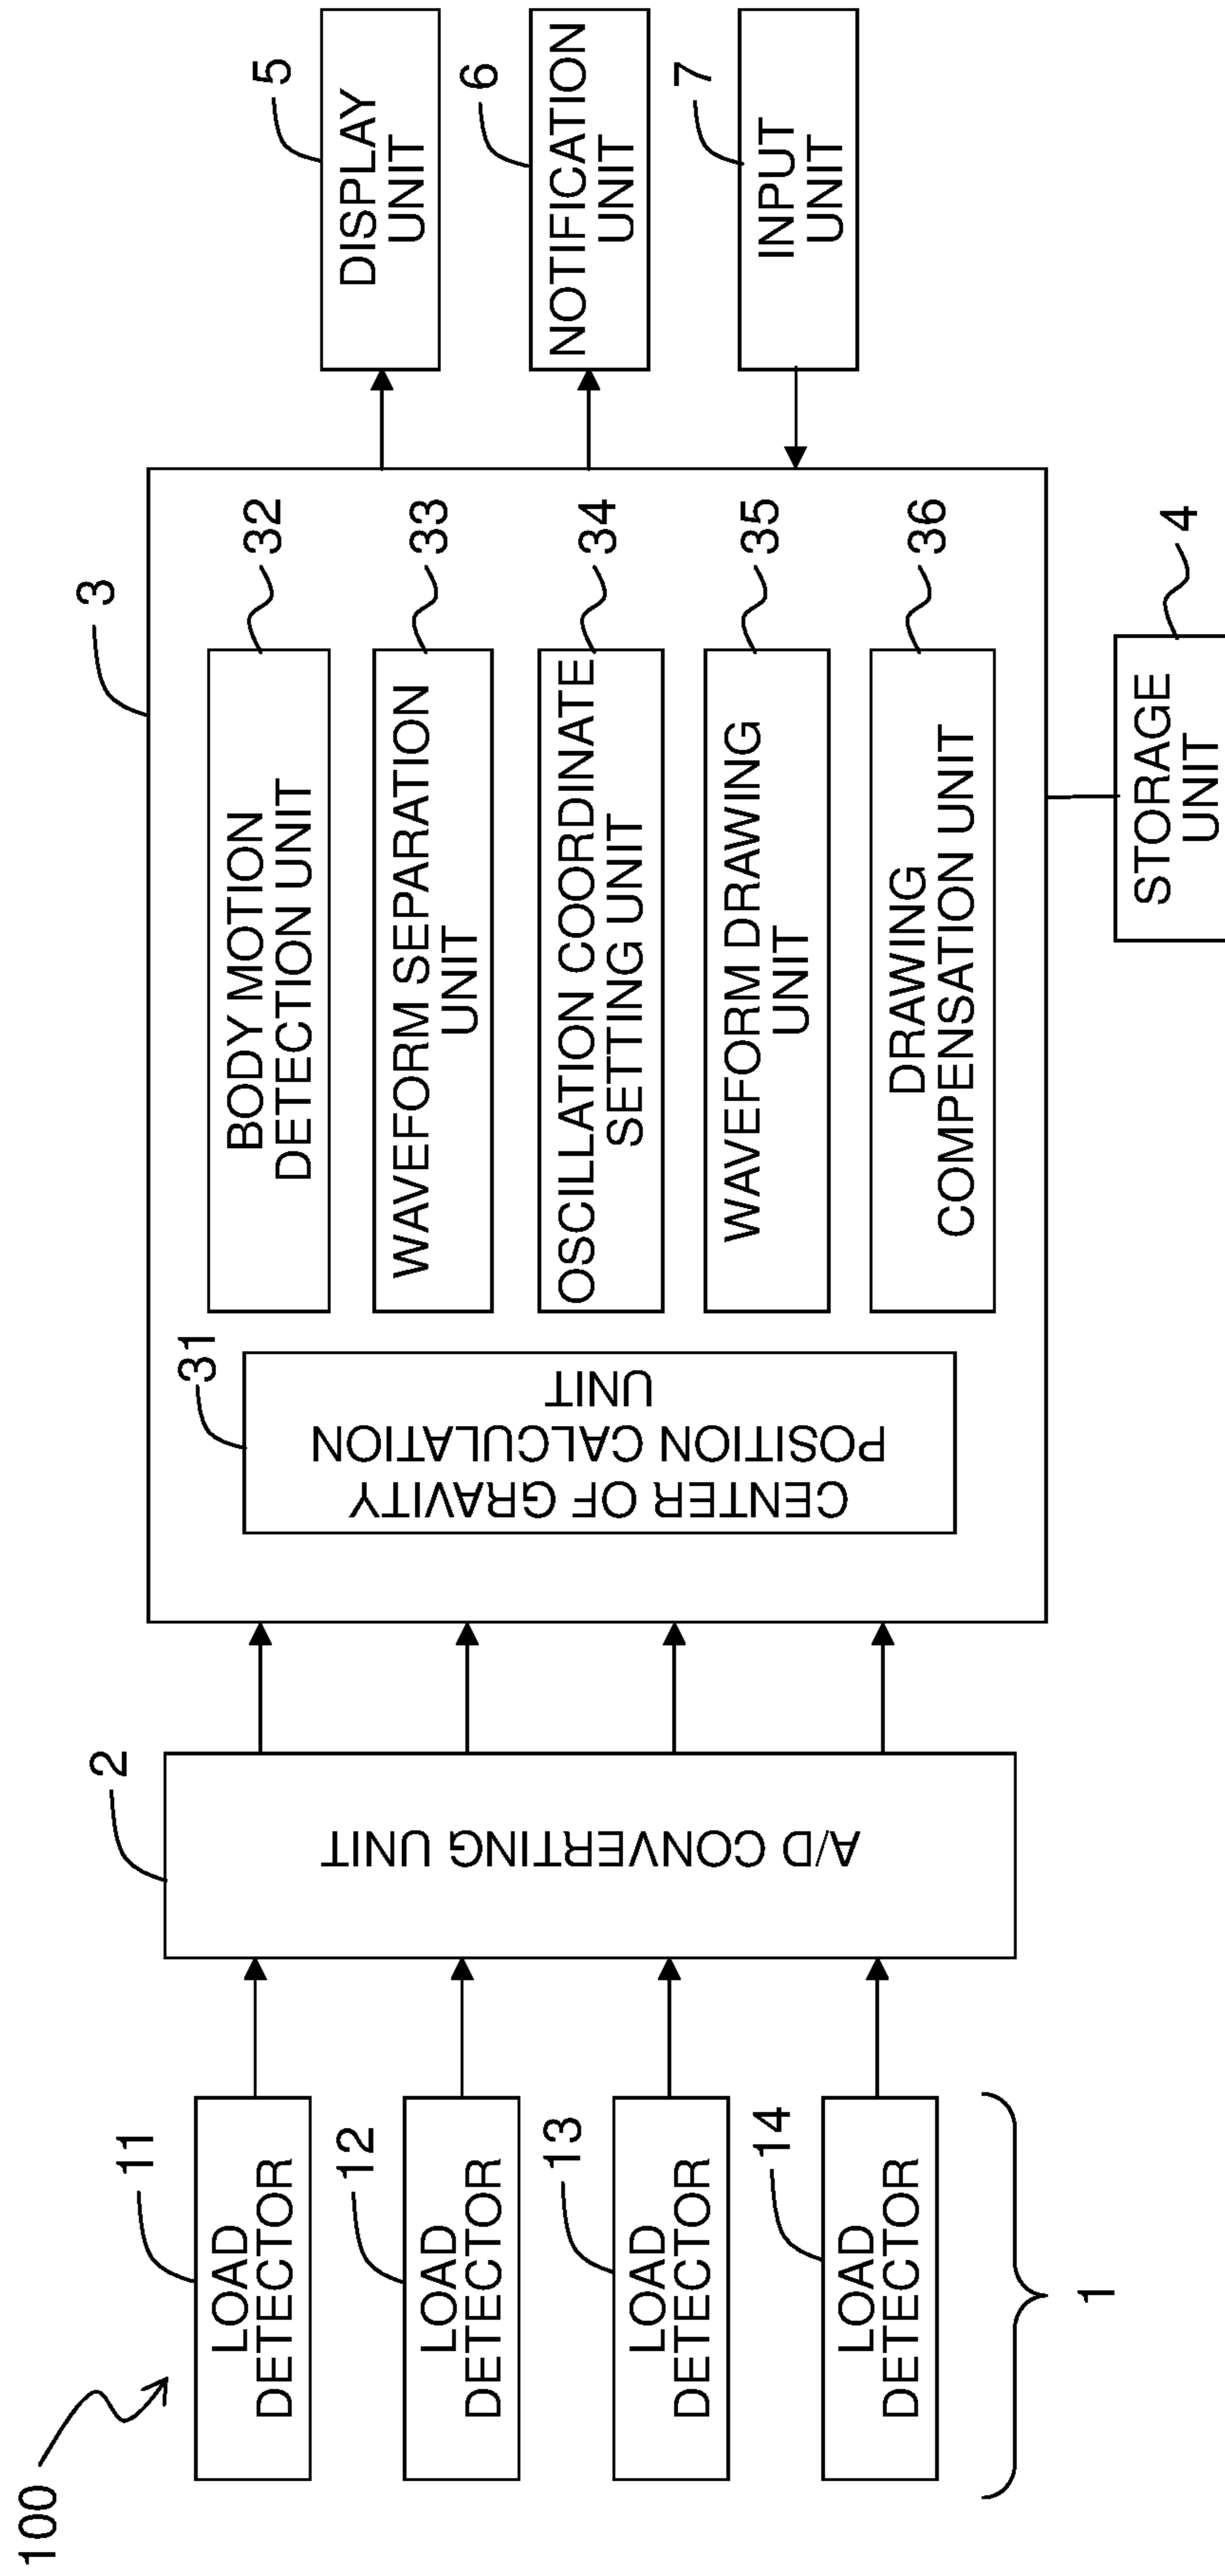 100
11
LOAD
DETECTOR
12
LOAD
DETECTOR
13
LOAD
DETECTOR
14
LOAD
DETECTOR
1
2
A/D CONVERTING UNIT
3
31
CENTER OF GRAVITY
POSITION CALCULATION
UNIT
32
BODY MOTION
DETECTION UNIT
33
WAVEFORM SEPARATION
UNIT
34
OSCILLATION COORDINATE
SETTING UNIT
35
WAVEFORM DRAWING
UNIT
36
DRAWING
COMPENSATION UNIT
4
STORAGE
UNIT
5
DISPLAY
UNIT
6
NOTIFICATION
UNIT
7
INPUT
UNIT